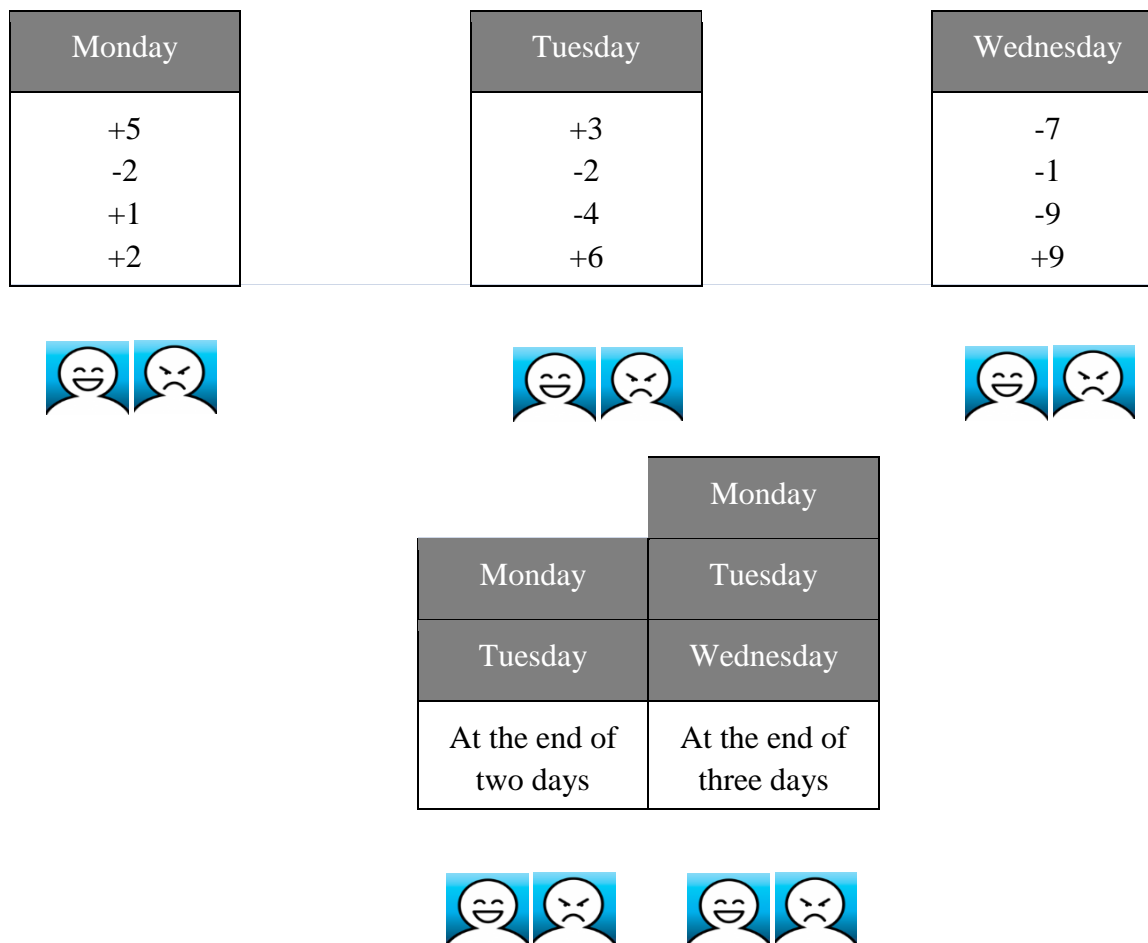 Monday
+5
-2
+1
+2
Tuesday
+3
-2
-4
+6
Wednesday
-7
-1
-9
+9
Monday
Monday
Tuesday
Tuesday
Wednesday
At the end of
two days
At the end of
three days